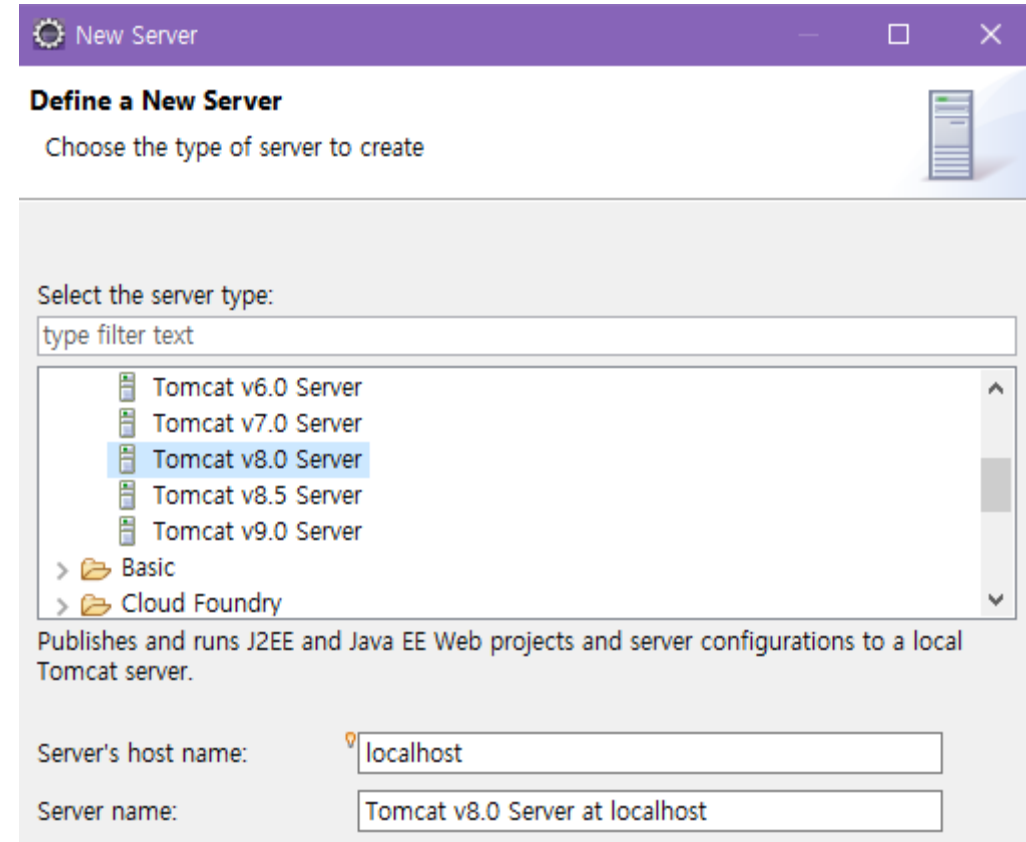 New Server
Define a New Server
Choose the type of server to create
Select the server type:
type filter text
Tomcat v6.0 Server
Tomcat v7.0 Server
Tomcat v8.0 Server
Tomcat v8.5 Server
Tomcat v9.0 Server
Basic
Cloud Foundry
Publishes and runs J2EE and Java EE Web projects and server configurations to a local
Tomcat server.
Server's host name: localhost
Server name: Tomcat v8.0 Server at localhost